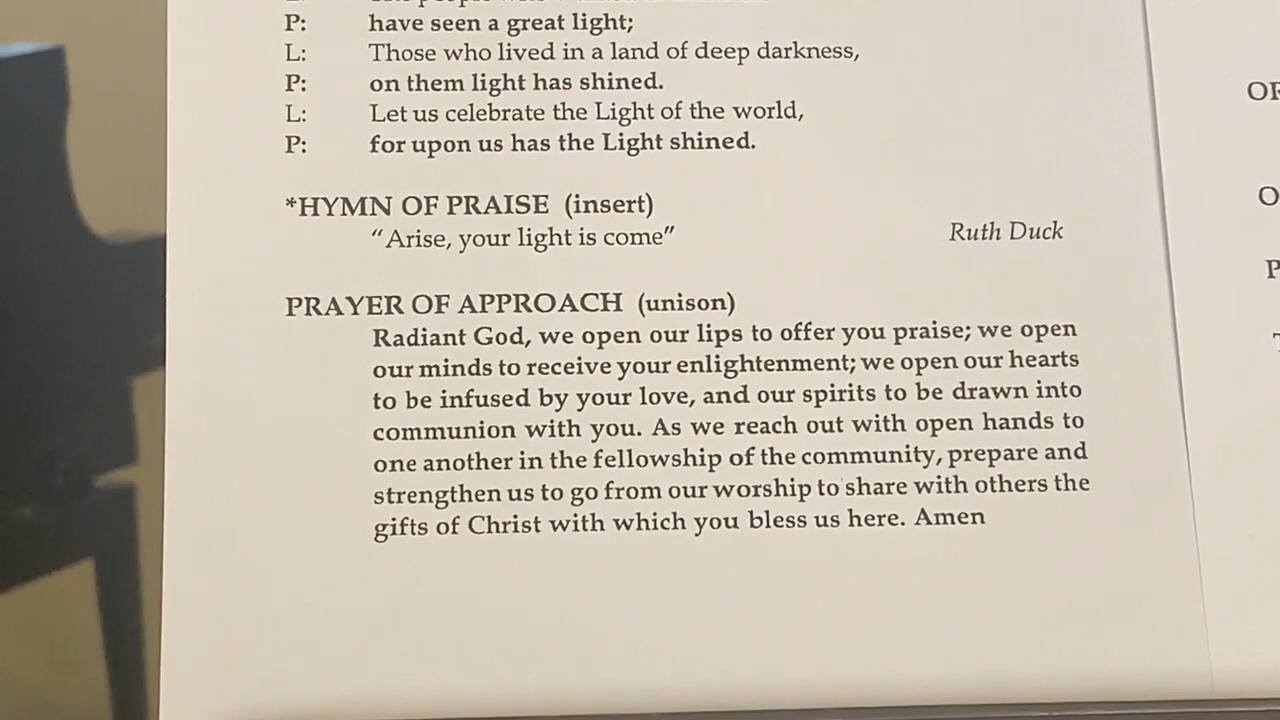 P: have seen a great light;
L: Those who lived in a land of deep darkness,
P: on them light has shined.
L: Let us celebrate the Light of the world,
P: for upon us has the Light shined.
*HYMN OF PRAISE (insert)
"Arise, your light is come" Ruth Duck
PRAYER OF APPROACH (unison)
Radiant God, we open our lips to offer you praise; we open
our minds to receive your enlightenment; we open our hearts
to be infused by your love, and our spirits to be drawn into
communion with you. As we reach out with open hands to
one another in the fellowship of the community, prepare and
strengthen us to go from our worship to share with others the
gifts of Christ with which you bless us here. Amen